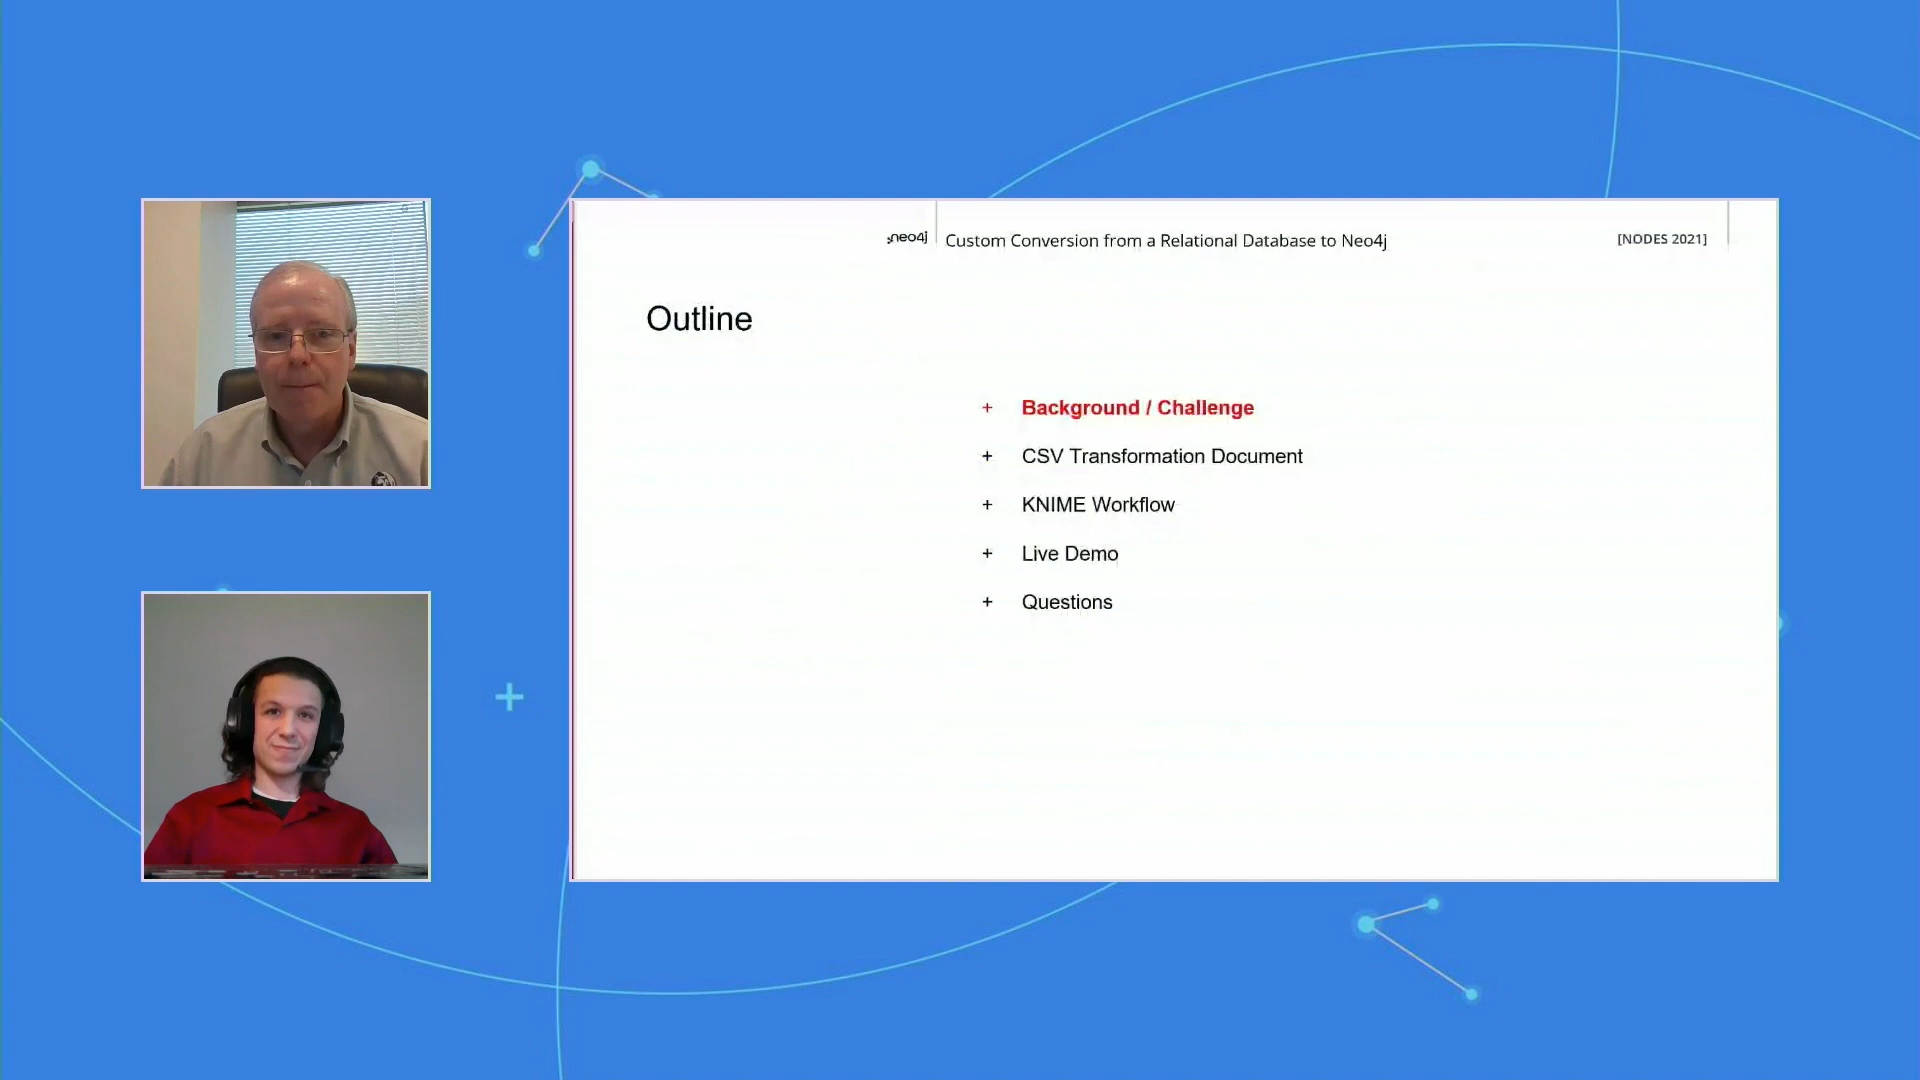 :neo4j
Custom Conversion from a Relational Database to Neo4j
[NODES 2021]
Outline
+ Background / Challenge
+ CSV Transformation Document
+ KNIME Workflow
+ Live Demo
+ Questions